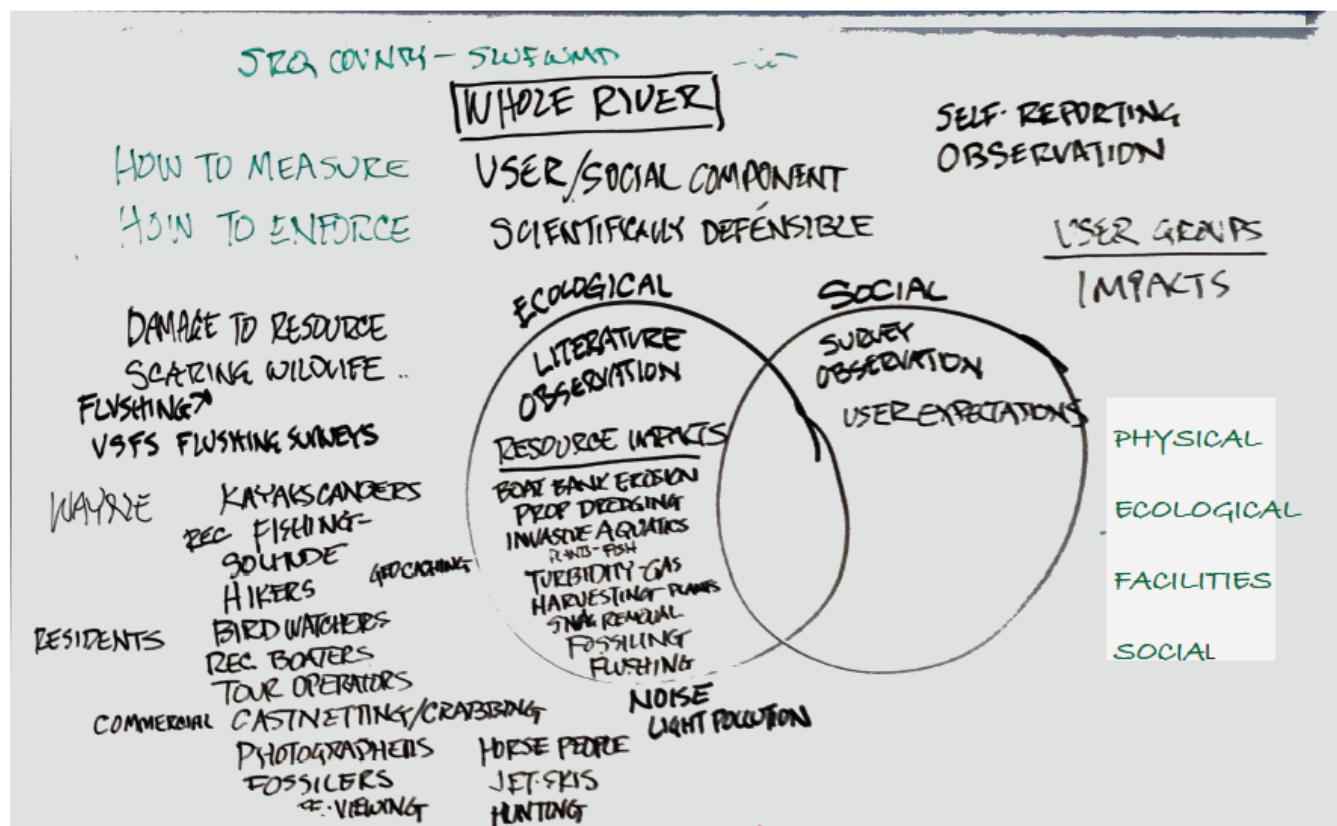 SRQ COUNTY - SWFWMD
WHOLE RIVER
SELF-REPORTING
OBSERVATION
HOW TO MEASURE
HOW TO ENFORCE
USER/SOCIAL COMPONENT
SCIENTIFICALLY DEFENSIBLE
USER GROUPS
IMPACTS
DAMAGE TO RESOURCE
SCARING WILDLIFE ..
FLUSHING↗
USFS FLUSHING SURVEYS
ECOLOGICAL
LITERATURE
OBSERVATION
RESOURCE IMPACTS
BOAT BANK EROSION
PROP DREDGING
INVASIVE AQUATICS
PLANTS - FISH
TURBIDITY - GAS
HARVESTING PLANTS
SNAG REMOVAL
FOSSILING
FLUSHING
NOISE
LIGHT POLLUTION
SOCIAL
SURVEY
OBSERVATION
USER EXPECTATIONS
PHYSICAL
ECOLOGICAL
FACILITIES
SOCIAL
WAYNE
KAYAKS CANOERS
REC FISHING -
SOLITUDE
HIKERS
GEOCACHING
RESIDENTS
BIRD WATCHERS
REC. BOATERS
TOUR OPERATORS
COMMERCIAL CASTNETTING/CRABBING
PHOTOGRAPHERS
FOSSILERS
VIEWING
HORSE PEOPLE
JET-SKIS
HUNTING